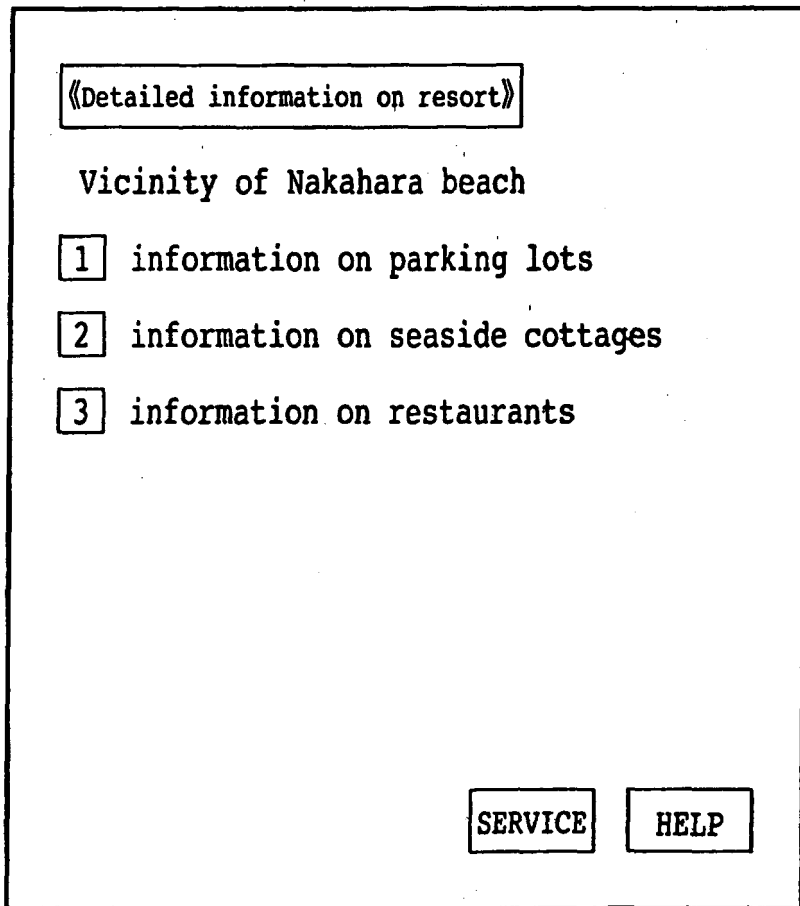 《Detailed information on resort》
Vicinity of Nakahara beach
1 information on parking lots
2 information on seaside cottages
3 information on restaurants
SERVICE HELP